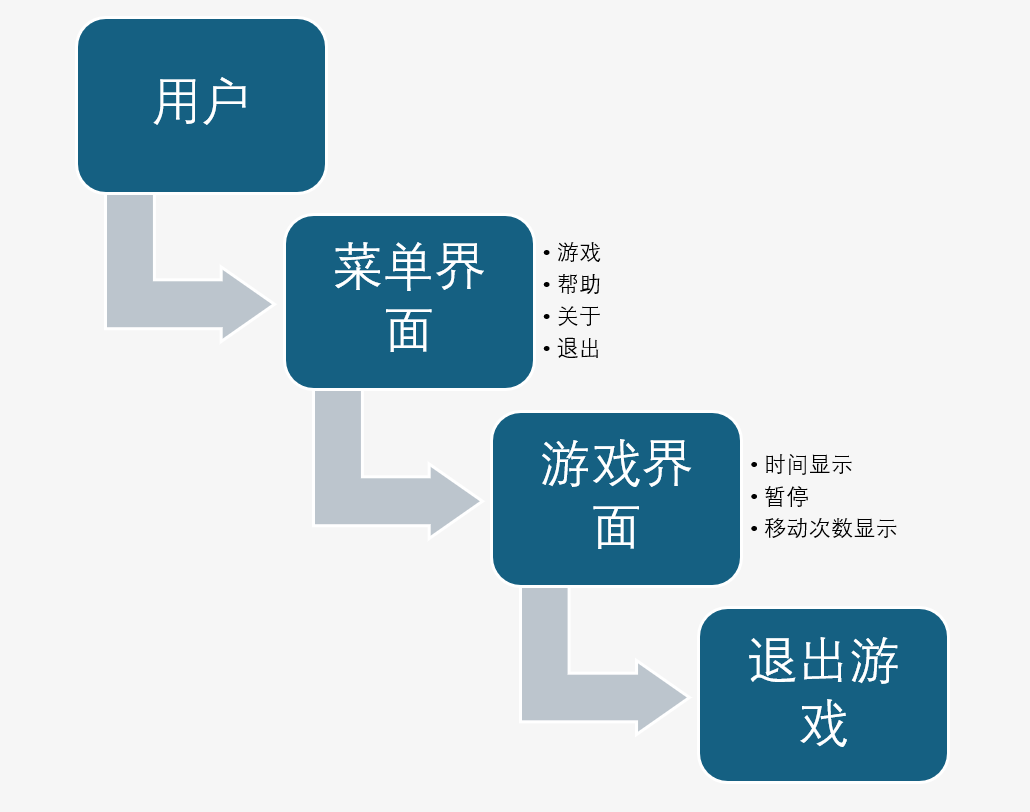 用户
菜单界
面
• 游戏
• 帮助
• 关于
• 退出
游戏界
面
• 时间显示
• 暂停
• 移动次数显示
退出游
戏